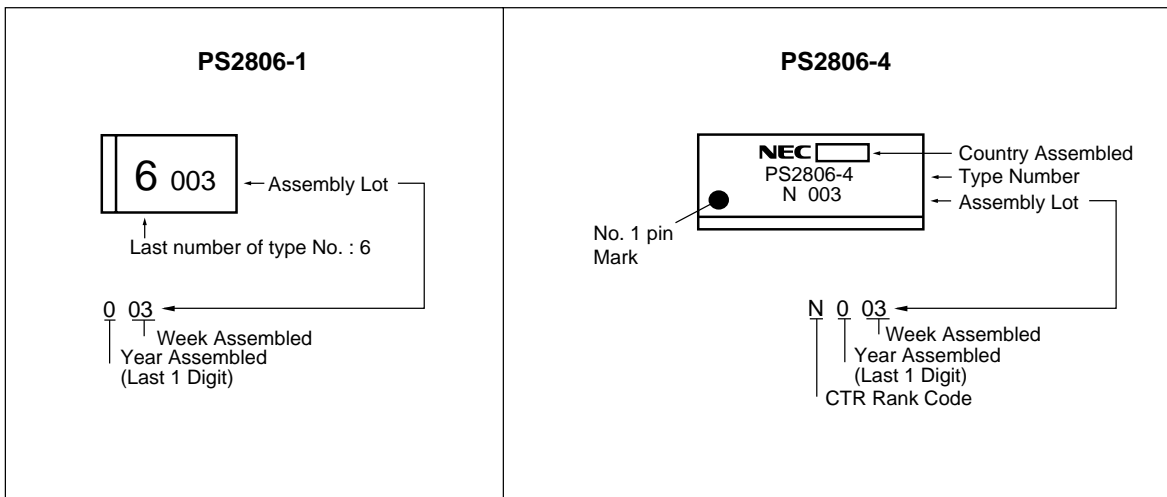 PS2806-1
6 003
Assembly Lot
Last number of type No. : 6
0 03
Week Assembled
Year Assembled
(Last 1 Digit)
PS2806-4
NEC
Country Assembled
PS2806-4
Type Number
N 003
Assembly Lot
No. 1 pin
Mark
N 0 03
Week Assembled
Year Assembled
(Last 1 Digit)
CTR Rank Code